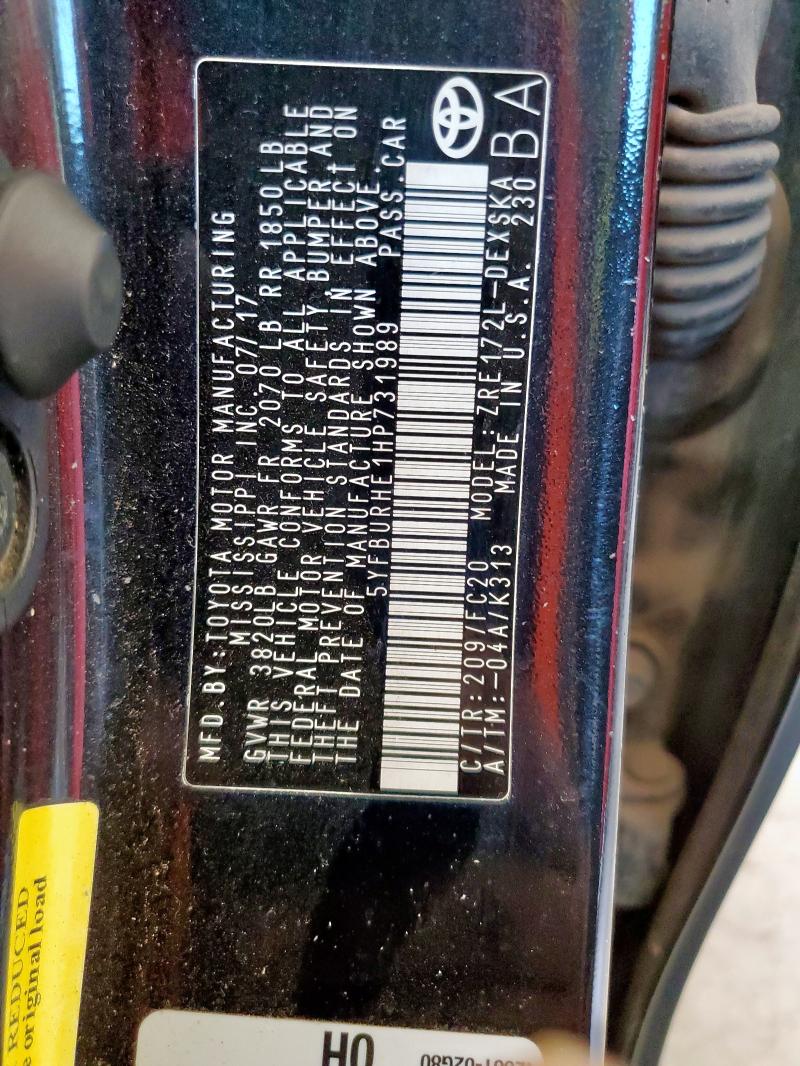 MFD.BY:TOYOTA MOTOR MANUFACTURING
MISSISSIPPI INC.07/17
GVWR 3820LB GAWR FR 2070 LB RR 1850 LB
THIS VEHICLE CONFORMS TO ALL APPLICABLE
FEDERAL MOTOR VEHICLE SAFETY BUMPER AND
THEFT PREVENTION STANDARDS IN EFFECT ON
THE DATE OF MANUFACTURE SHOWN ABOVE.
5YFBURHE1HP731989 PASS.CAR
C/TR:209/FC20 MODEL:ZRE172L-DEXSKA
A/TM:-04A/K313 MADE IN U.S.A. 230 BA
REDUCED
original load
OH
02G80